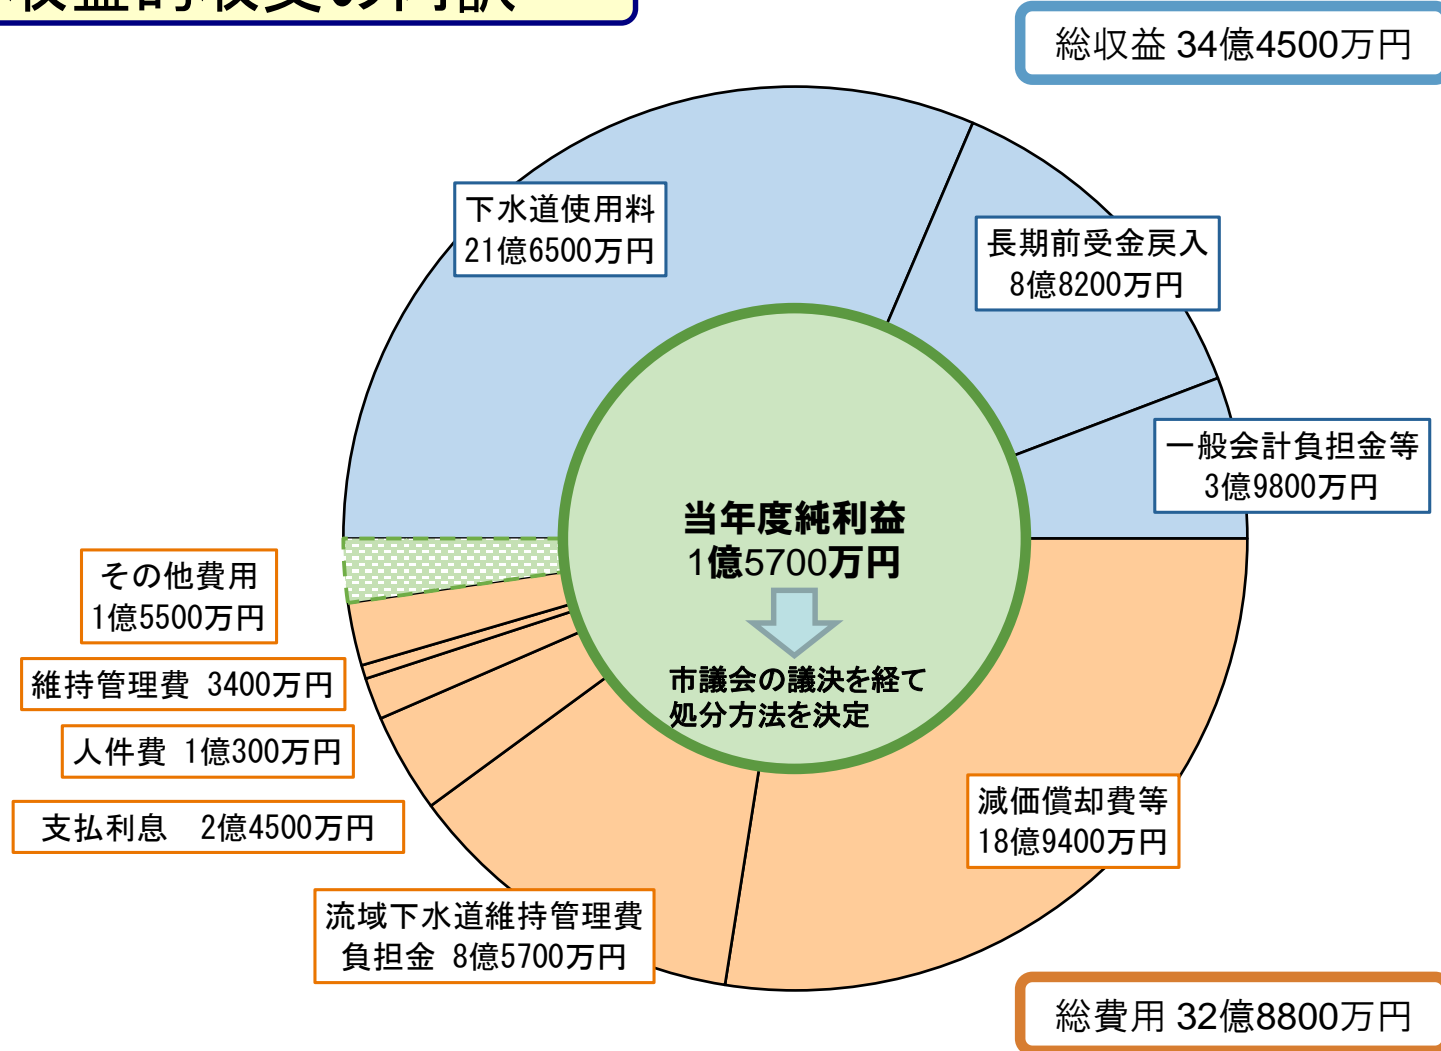 収益的収支の内訳
総収益 34億4500万円
下水道使用料
21億6500万円
長期前受金戻入
8億8200万円
一般会計負担金等
3億9800万円
当年度純利益
1億5700万円
市議会の議決を経て
処分方法を決定
その他費用
1億5500万円
維持管理費 3400万円
人件費 1億300万円
支払利息 2億4500万円
流域下水道維持管理費
負担金 8億5700万円
減価償却費等
18億9400万円
総費用 32億8800万円